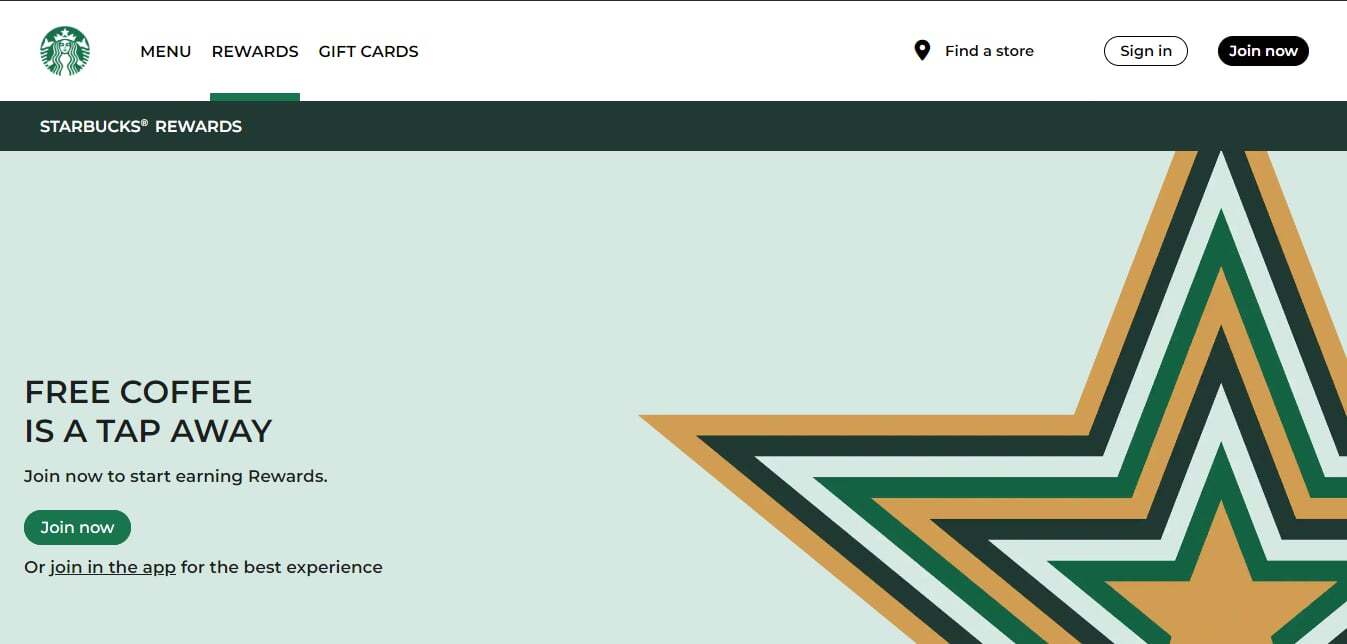 MENU REWARDS GIFT CARDS Find a store Sign in Join now
STARBUCKS® REWARDS
FREE COFFEE
IS A TAP AWAY
Join now to start earning Rewards.
Join now
Or join in the app for the best experience